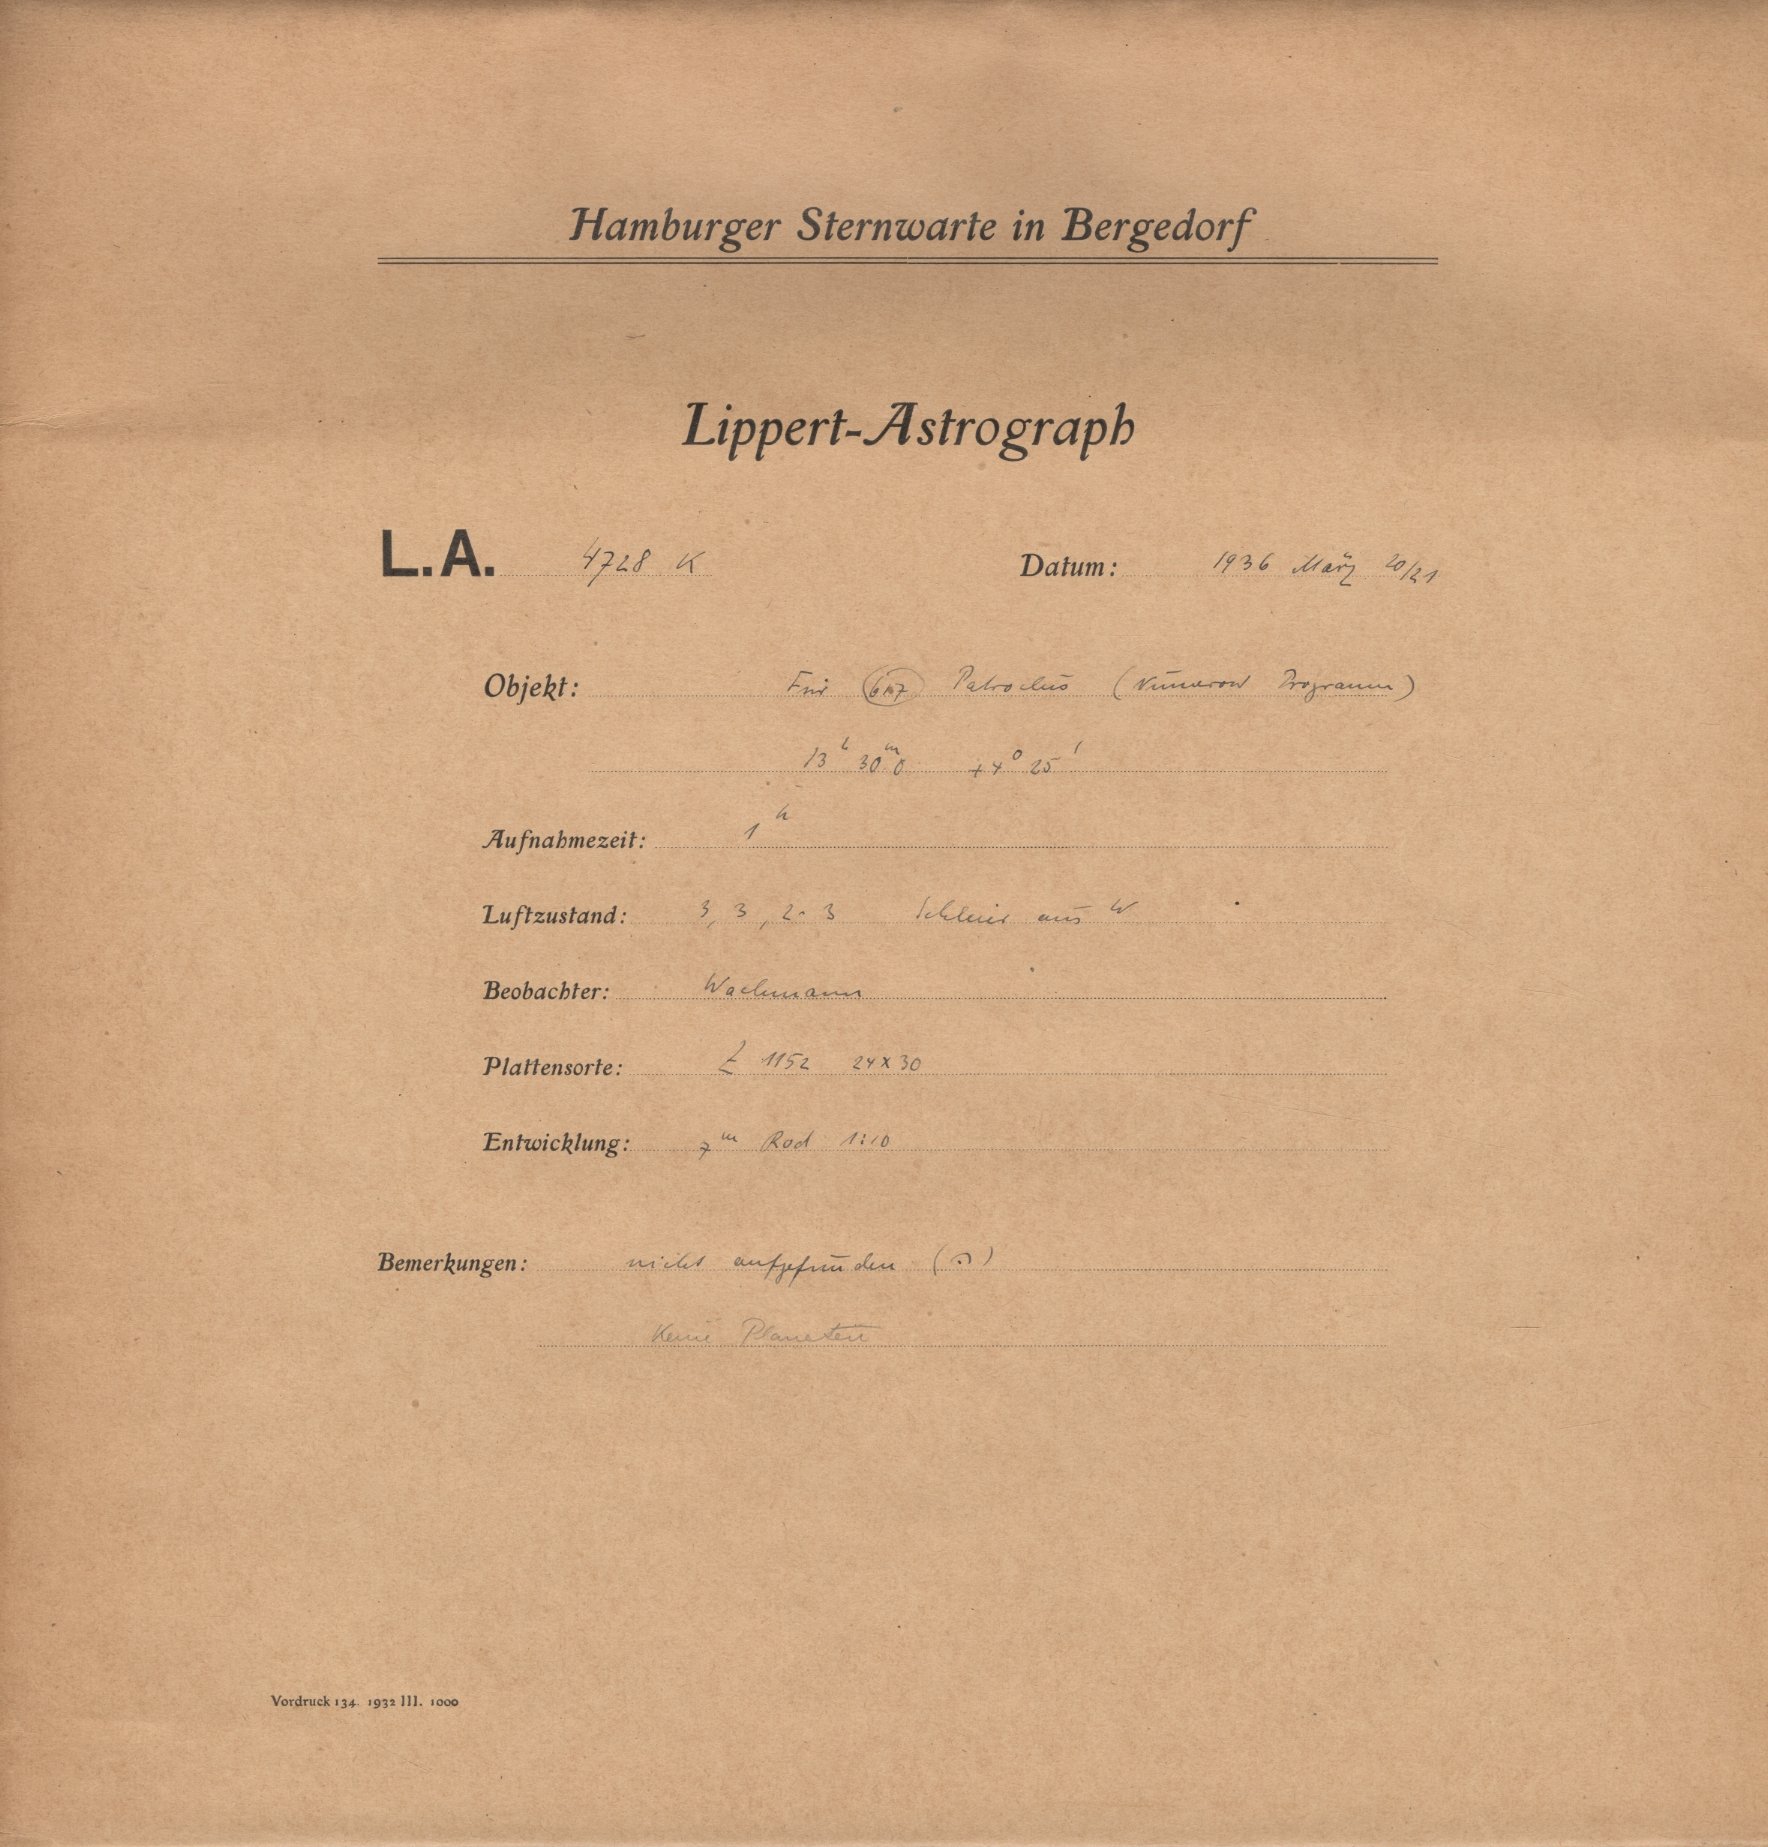 Hamburger Sternwarte in Bergedorf
Lippert-Astrograph
L.A. 4728 K Datum: 1936 März 20/21
Objekt: Für 617 Patroclus (Numerow Programm)
13h 30m0 +4° 25'
Aufnahmezeit: 1h
Luftzustand: 3, 3, 2-3 Schleier aus W
Beobachter: Wachmann
Plattensorte: 1152 24x30
Entwicklung: 7m Rod 1:10
Bemerkungen: nicht aufgefunden
Keine Planeten
Vordruck 134. 1932 III. 1000